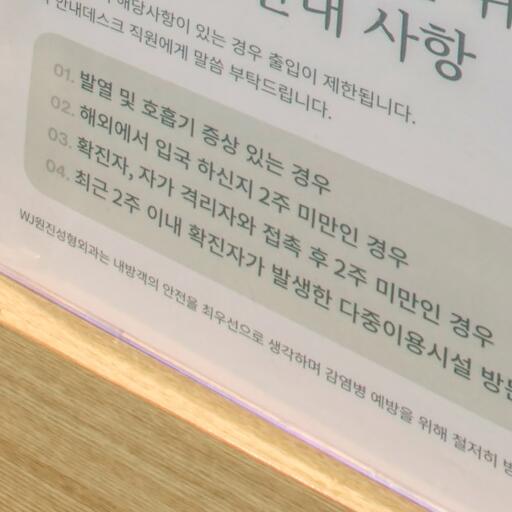 안내 사항
해당사항이 있는 경우 출입이 제한됩니다.
안내데스크 직원에게 말씀 부탁드립니다.
01. 발열 및 호흡기 증상 있는 경우
02. 해외에서 입국 하신지 2주 미만인 경우
03. 확진자, 자가 격리자와 접촉 후 2주 미만인 경우
04. 최근 2주 이내 확진자가 발생한 다중이용시설 방문
WJ원진성형외과는 내방객의 안전을 최우선으로 생각하며 감염병 예방을 위해 철저히